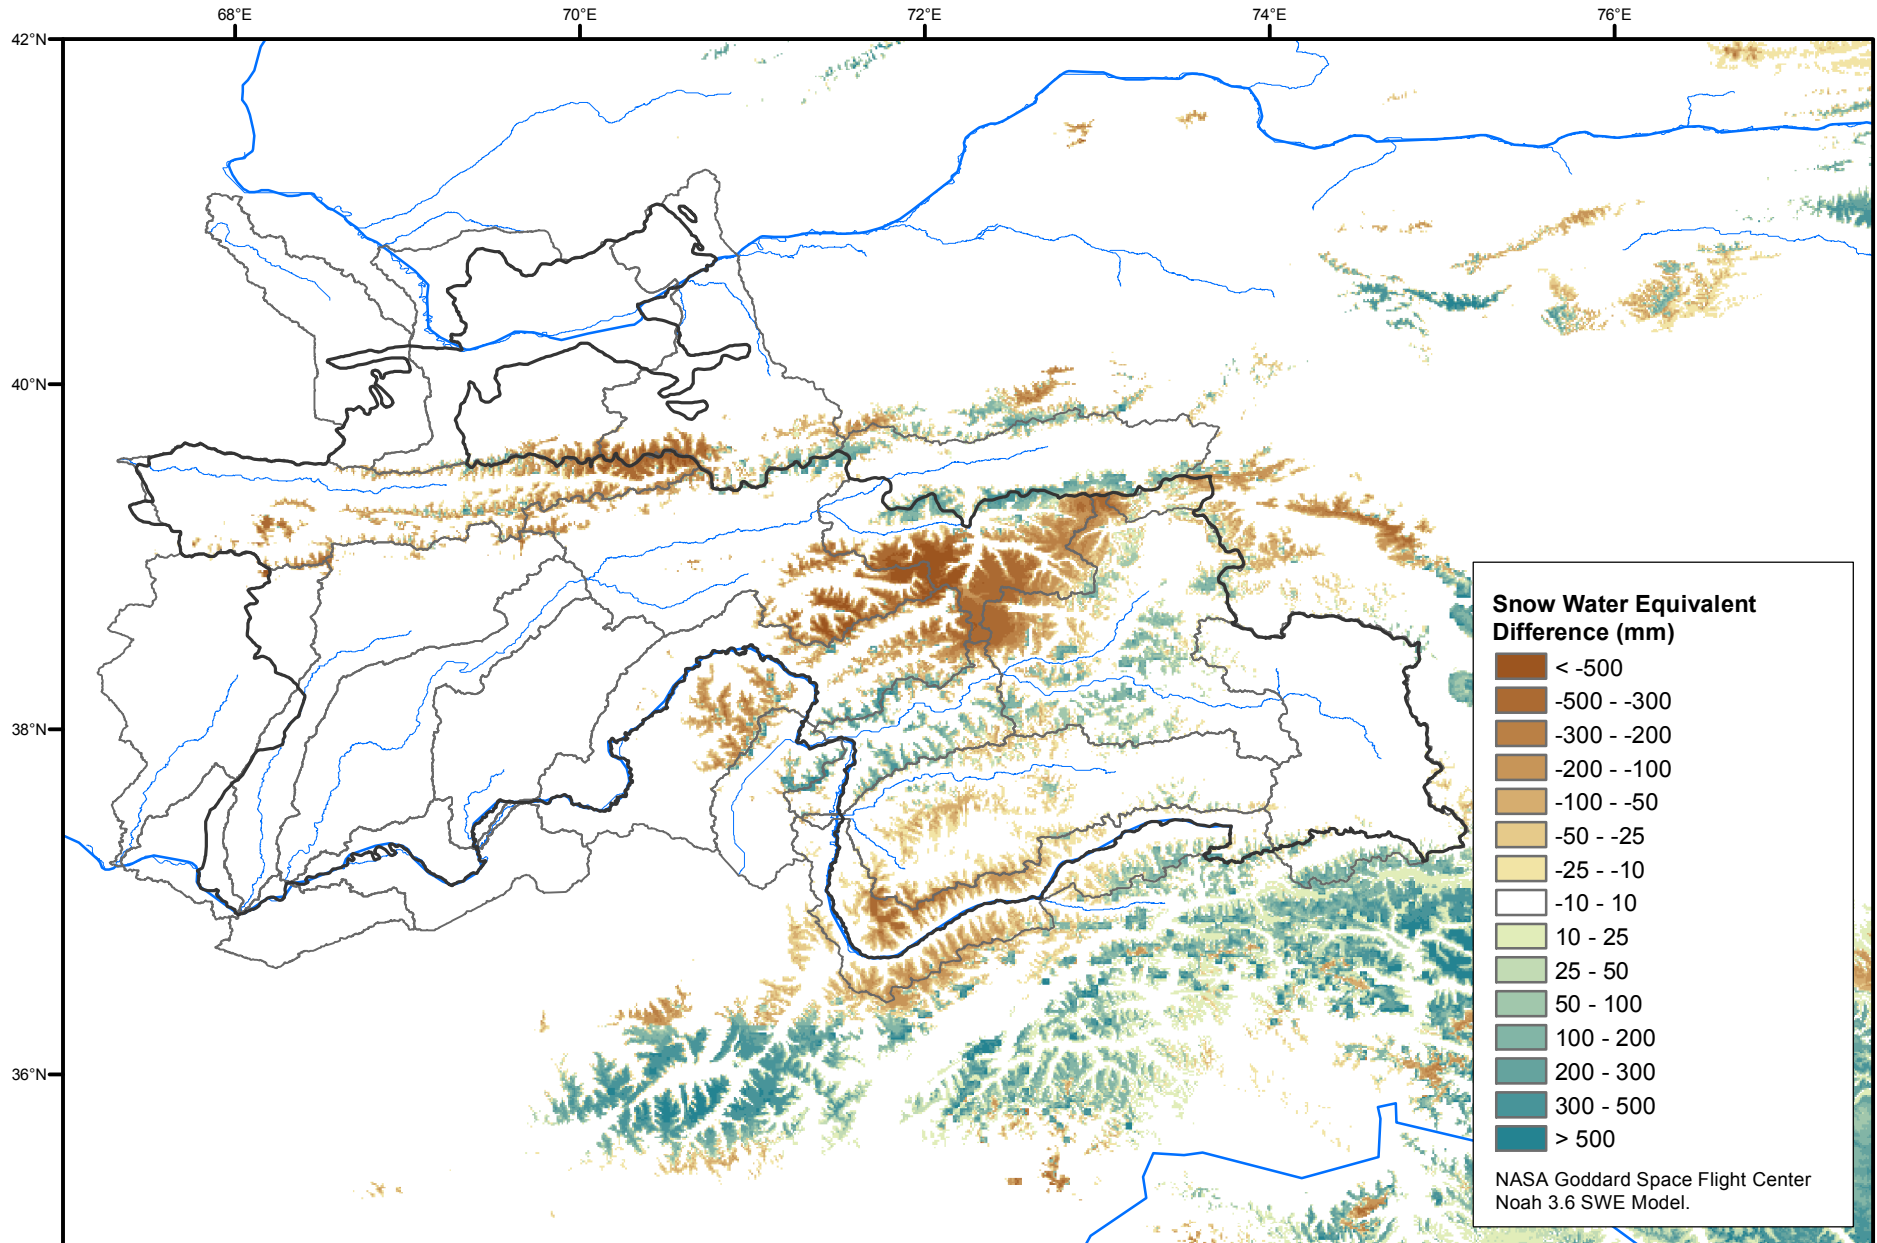 68°E
70°E
72°E
74°E
76°E
42°N
40°N
38°N
36°N
Snow Water Equivalent
Difference (mm)
< -500
-500 - -300
-300 - -200
-200 - -100
-100 - -50
-50 - -25
-25 - -10
-10 - 10
10 - 25
25 - 50
50 - 100
100 - 200
200 - 300
300 - 500
> 500
NASA Goddard Space Flight Center
Noah 3.6 SWE Model.